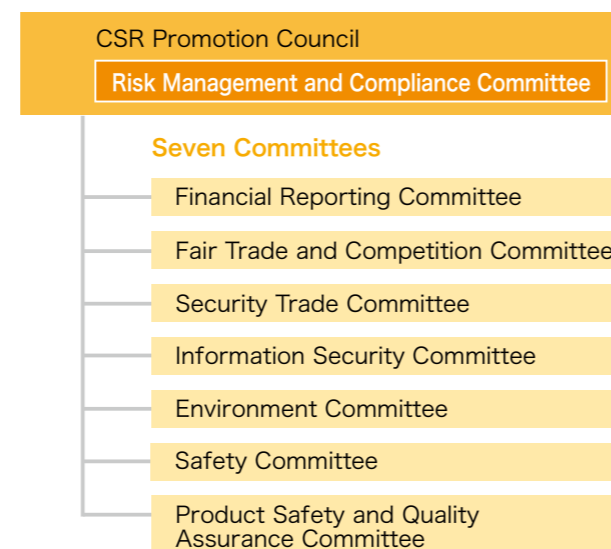 CSR Promotion Council
Risk Management and Compliance Committee
Seven Committees
Financial Reporting Committee
Fair Trade and Competition Committee
Security Trade Committee
Information Security Committee
Environment Committee
Safety Committee
Product Safety and Quality
Assurance Committee